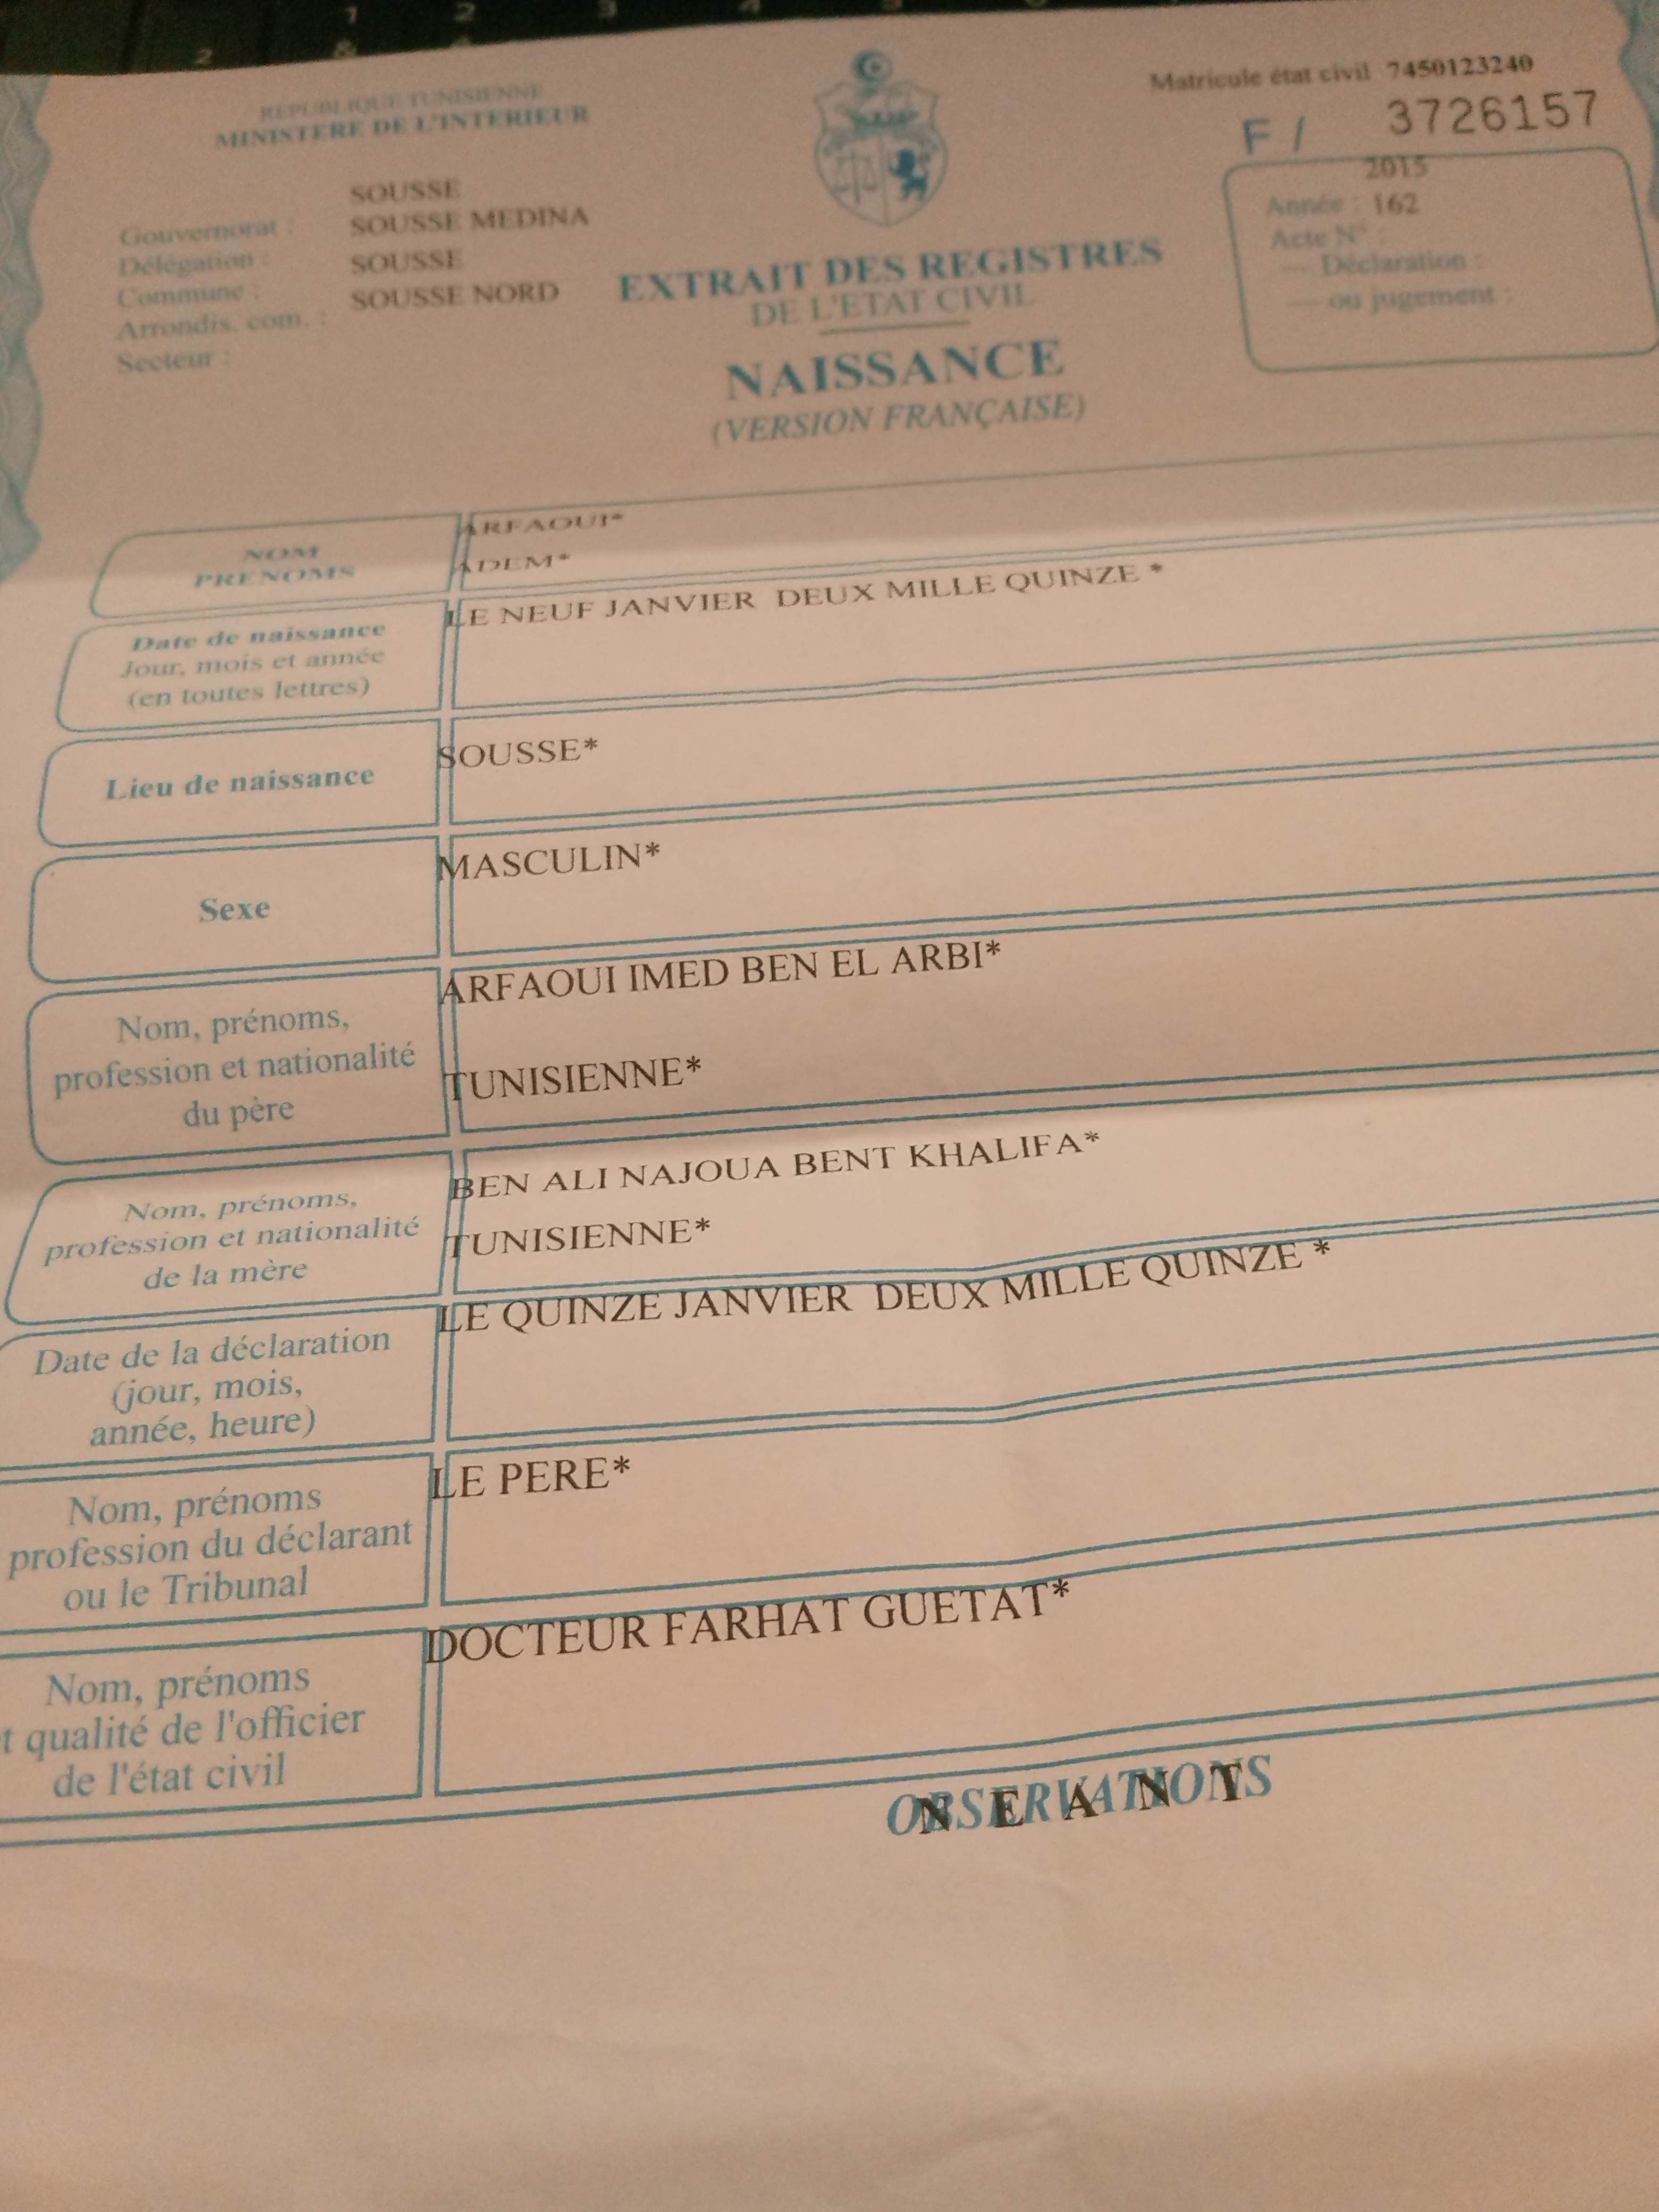 1 2 3 4 5
2 &
REPUBLIQUE TUNISIENNE
MINISTERE DE L'INTERIEUR
Matricule état civil 7450123240
F / 3726157
SOUSSE
Gouvernorat : SOUSSE MEDINA
Délégation : SOUSSE
Commune : SOUSSE NORD
Arrondis. com. :
Secteur :
EXTRAIT DES REGISTRES
DE L'ETAT CIVIL
NAISSANCE
(VERSION FRANÇAISE)
2015
Année : 162
Acte N° :
— Déclaration :
— ou jugement :
NOM
PRENOMS
ARFAOUI*
ADEM*
Date de naissance
Jour, mois et année
(en toutes lettres)
LE NEUF JANVIER DEUX MILLE QUINZE *
Lieu de naissance
SOUSSE*
Sexe
MASCULIN*
Nom, prénoms,
profession et nationalité
du père
ARFAOUI IMED BEN EL ARBI*
TUNISIENNE*
Nom, prénoms,
profession et nationalité
de la mère
BEN ALI NAJOUA BENT KHALIFA*
TUNISIENNE*
Date de la déclaration
(jour, mois,
année, heure)
LE QUINZE JANVIER DEUX MILLE QUINZE *
Nom, prénoms
profession du déclarant
ou le Tribunal
LE PERE*
Nom, prénoms
t qualité de l'officier
de l'état civil
DOCTEUR FARHAT GUETAT*
OBSERVATIONS
N E A N T